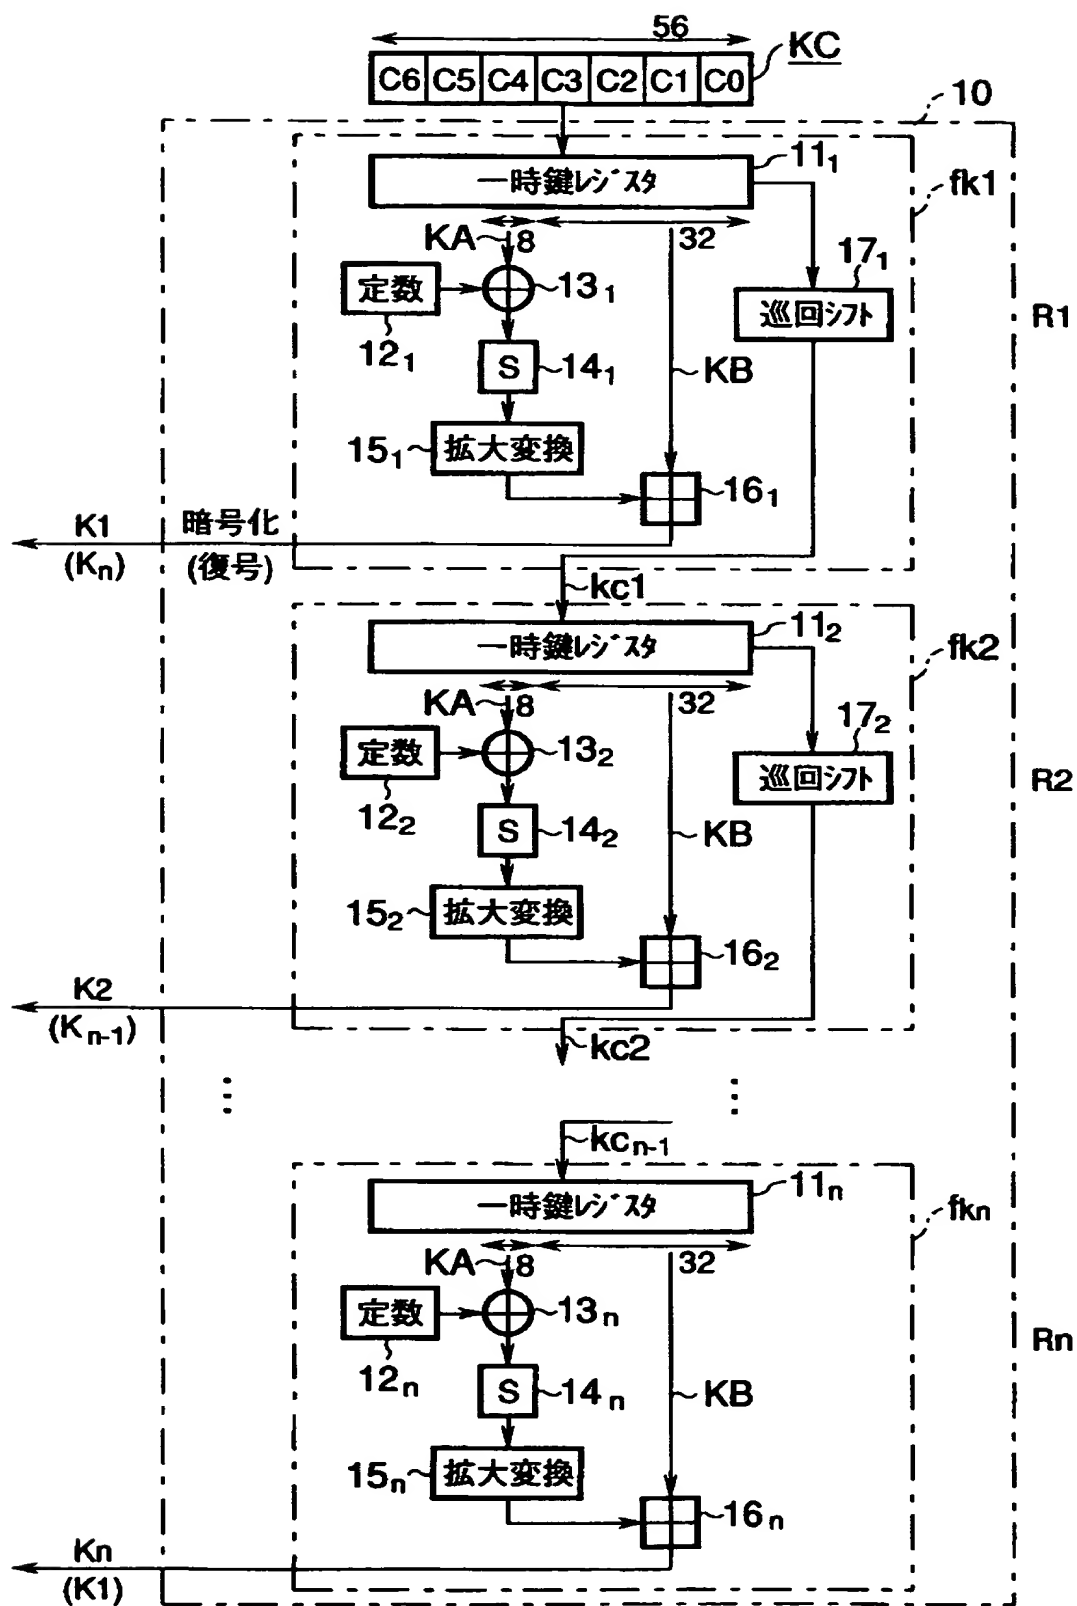 56
KC
C6 C5 C4 C3 C2 C1 C0
10
一時鍵レジスタ
11₁
fk1
KA
8
32
定数
12₁
13₁
17₁
巡回シフト
R1
S
14₁
KB
15₁
拡大変換
16₁
K1
暗号化
(Kₙ)
(復号)
kc1
一時鍵レジスタ
11₂
fk2
KA
8
32
定数
12₂
13₂
17₂
巡回シフト
R2
S
14₂
KB
15₂
拡大変換
16₂
K2
(Kₙ₋₁)
kc2
⋮
⋮
kcₙ₋₁
一時鍵レジスタ
11ₙ
fkₙ
KA
8
32
定数
12ₙ
13ₙ
Rn
S
14ₙ
KB
15ₙ
拡大変換
16ₙ
Kn
(K1)